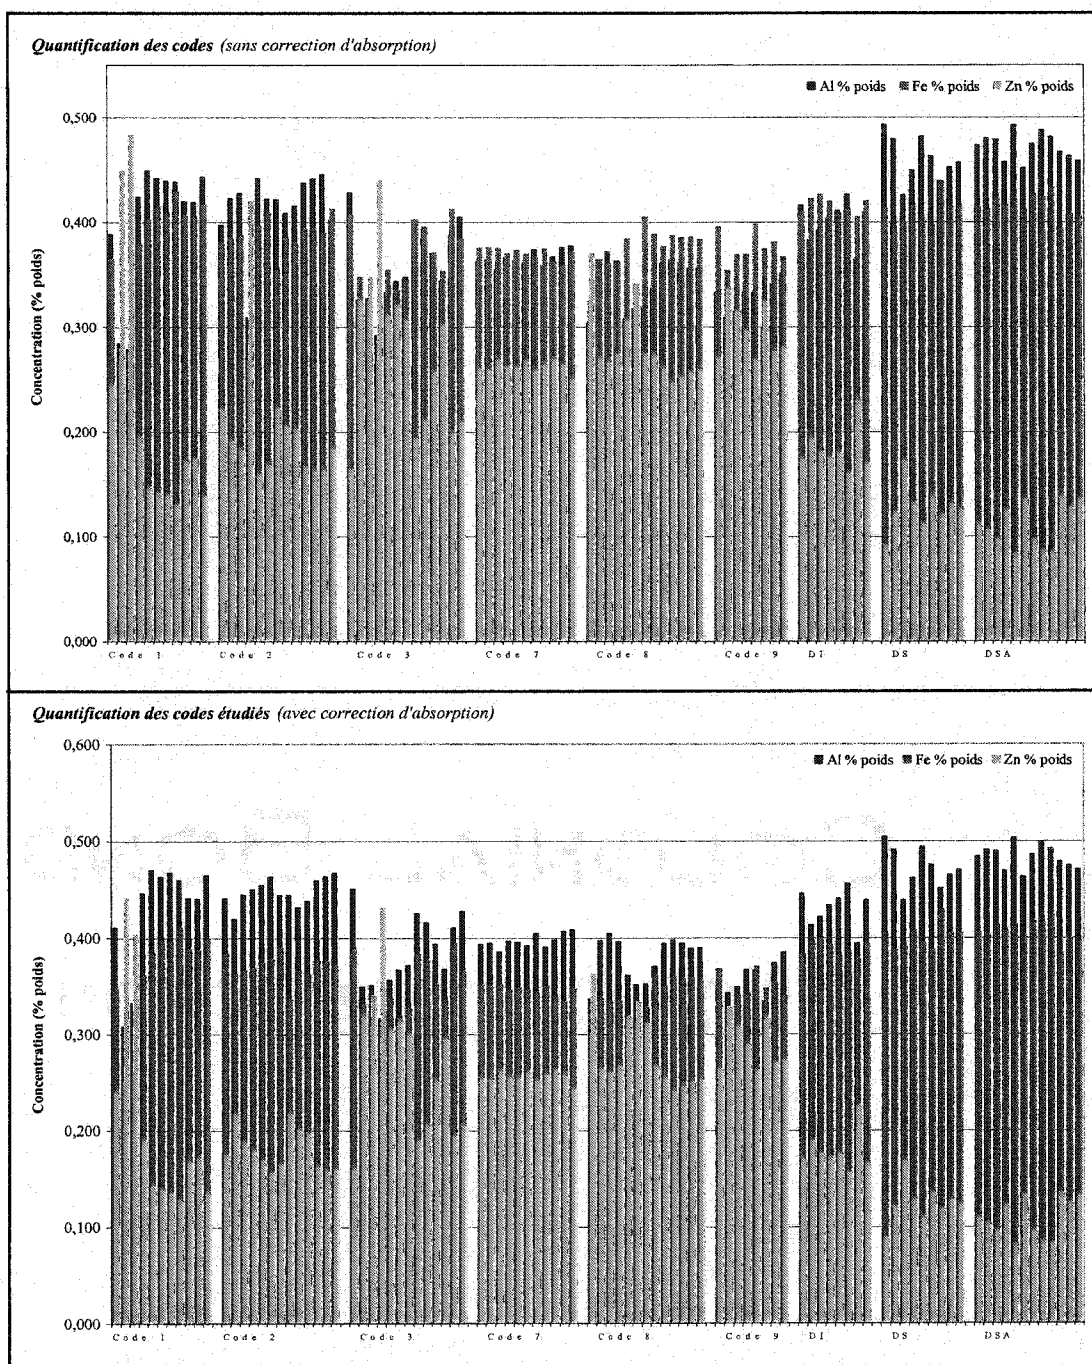 Quantification des codes (sans correction d'absorption)
Al % poids Fe % poids Zn % poids
0,500
0,400
0,300
0,200
0,100
0,000
Concentration (% poids)
Code 1 Code 2 Code 3 Code 7 Code 8 Code 9 DI DS DSA
Quantification des codes étudiés (avec correction d'absorption)
0,600
Al % poids Fe % poids Zn % poids
0,500
0,400
0,300
0,200
0,100
0,000
Concentration (% poids)
Code 1 Code 2 Code 3 Code 7 Code 8 Code 9 DI DS DSA